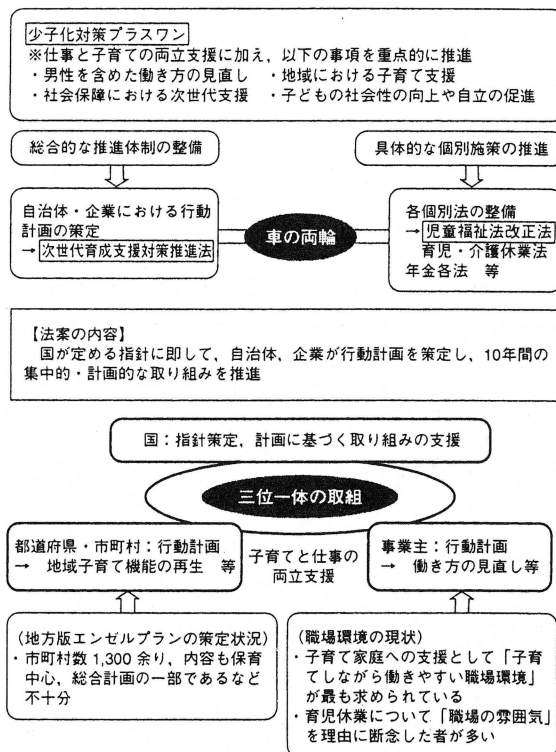 少子化対策プラスワン
※仕事と子育ての両立支援に加え，以下の事項を重点的に推進
・男性を含めた働き方の見直し ・地域における子育て支援
・社会保障における次世代支援 ・子どもの社会性の向上や自立の促進
総合的な推進体制の整備
具体的な個別施策の推進
自治体・企業における行動
計画の策定
→ 次世代育成支援対策推進法
車の両輪
各個別法の整備
→ 児童福祉法改正法
育児・介護休業法
年金各法 等
【法案の内容】
国が定める指針に即して，自治体，企業が行動計画を策定し，10年間の
集中的・計画的な取り組みを推進
国：指針策定，計画に基づく取り組みの支援
三位一体の取組
都道府県・市町村：行動計画
→ 地域子育て機能の再生 等
子育てと仕事の
両立支援
事業主：行動計画
→ 働き方の見直し等
(地方版エンゼルプランの策定状況)
・市町村数 1,300 余り，内容も保育
中心，総合計画の一部であるなど
不十分
(職場環境の現状)
・子育て家庭への支援として「子育
てしながら働きやすい職場環境」
が最も求められている
・育児休業について「職場の雰囲気」
を理由に断念した者が多い